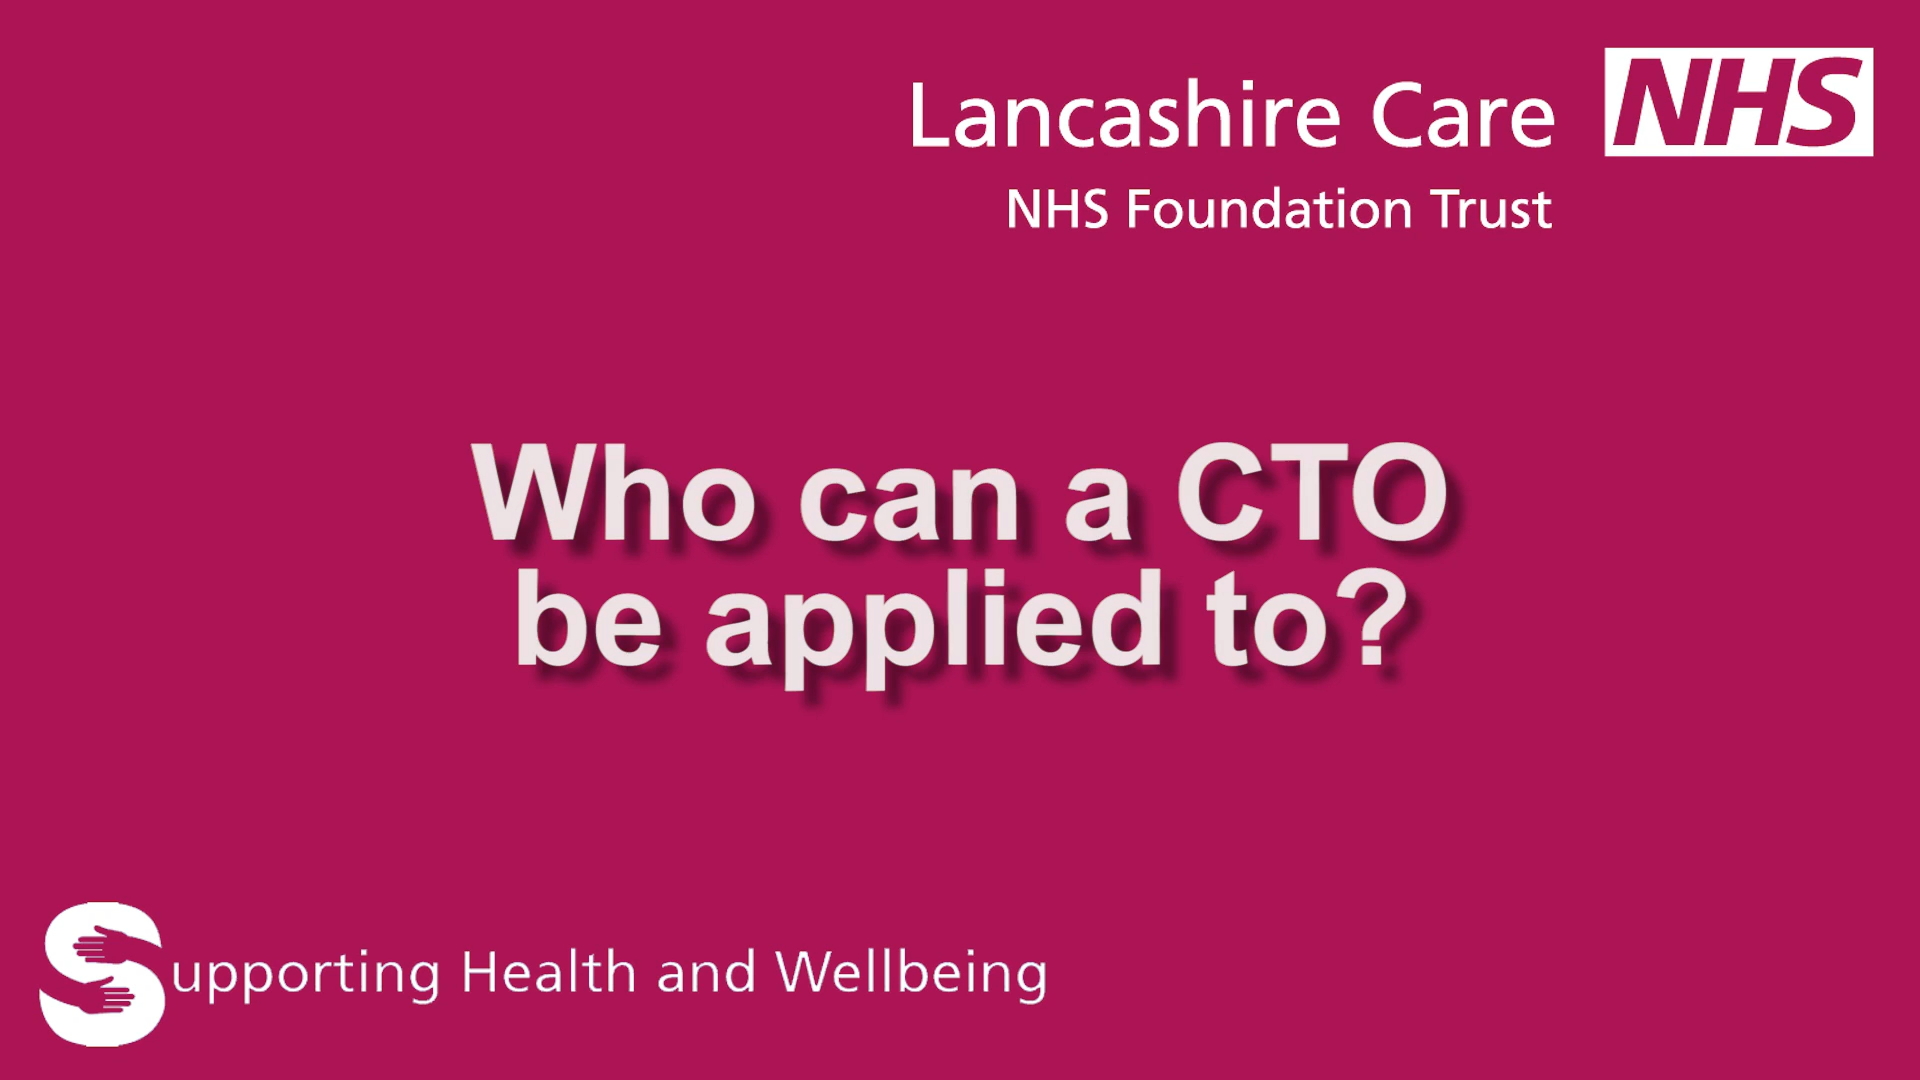 Lancashire Care NHS
NHS Foundation Trust
Who can a CTO
be applied to?
Supporting Health and Wellbeing